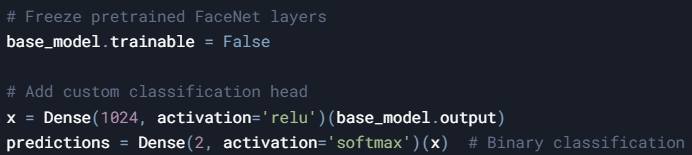 # Freeze pretrained FaceNet layers
base_model.trainable = False
# Add custom classification head
x = Dense(1024, activation='relu')(base_model.output)
predictions = Dense(2, activation='softmax')(x)  # Binary classification